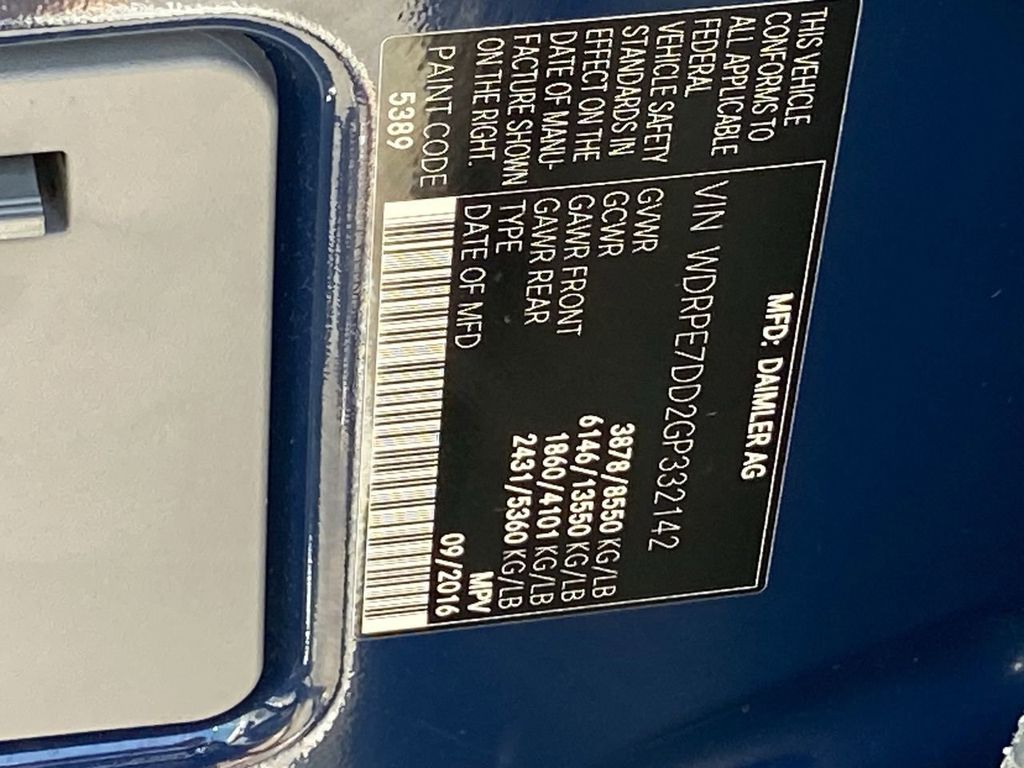 THIS VEHICLE
CONFORMS TO
ALL APPLICABLE
FEDERAL
VEHICLE SAFETY
STANDARDS IN
EFFECT ON THE
DATE OF MANU-
FACTURE SHOWN
ON THE RIGHT.
PAINT CODE
5389
MFD: DAIMLER AG
VIN WDRPE7DD2GP332142
GVWR 3878/8550 KG/LB
GCWR 6146/13550 KG/LB
GAWR FRONT 1860/4101 KG/LB
GAWR REAR 2431/5360 KG/LB
TYPE MPV
DATE OF MFD 09/2016